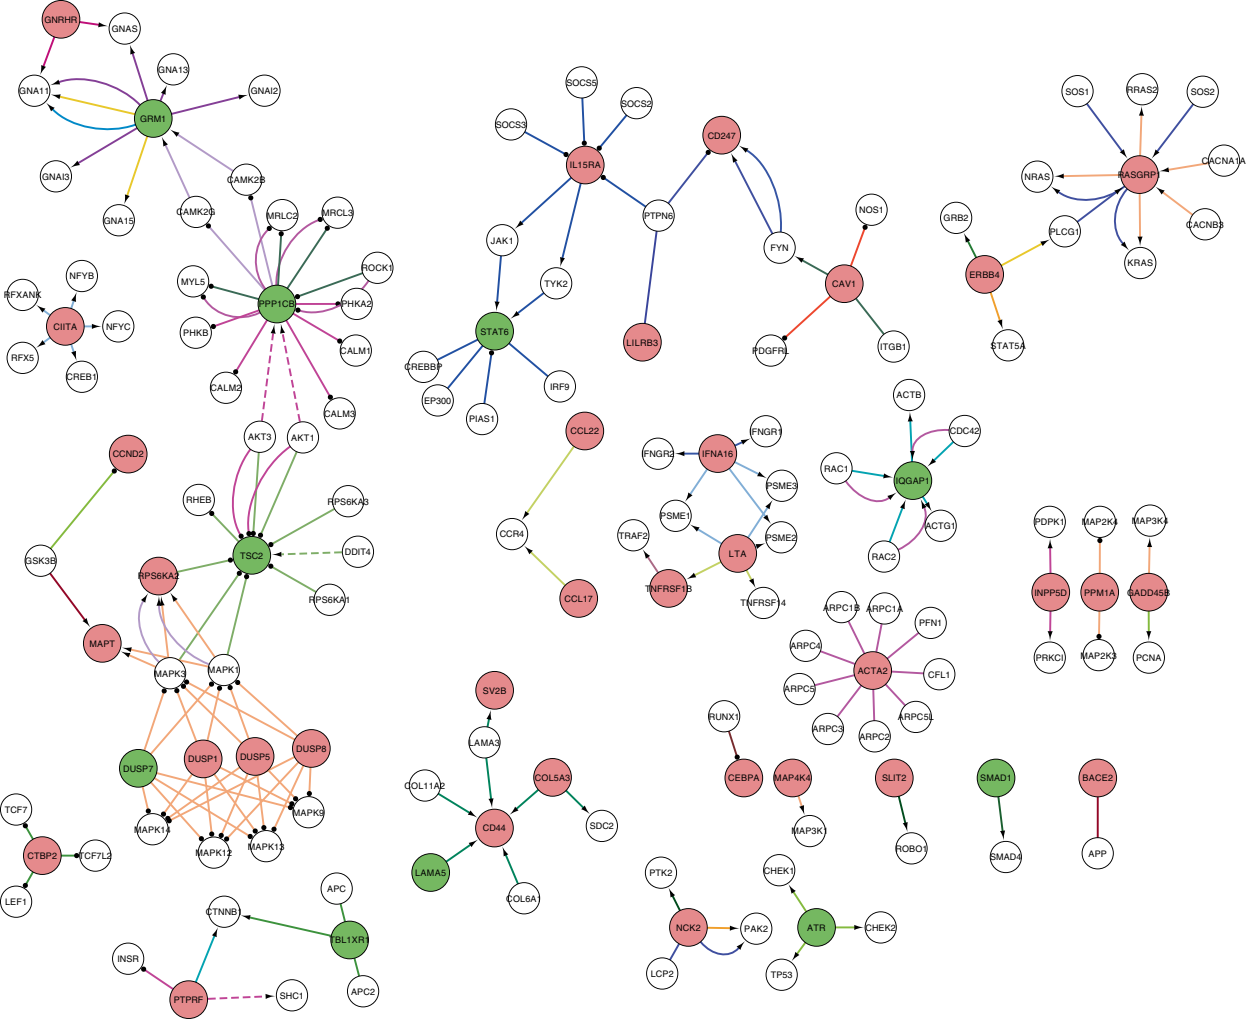 GNRHR
GNAS
GNA13
GNA11
GNAI2
GRM1
GNAI3
GNA15
CAMK2B
CAMK2G
MRLC2
MRCL3
ROCK1
MYL5
PPP1CB
PHKA2
PHKB
CALM1
CALM2
CALM3
NFYB
RFXANK
CIITA
NFYC
RFX5
CREB1
AKT3
AKT1
CCND2
RHEB
RPS6KA3
GSK3B
TSC2
DDIT4
RPS6KA2
RPS6KA1
MAPT
MAPK3
MAPK1
DUSP7
DUSP1
DUSP5
DUSP8
MAPK14
MAPK12
MAPK13
MAPK9
TCF7
CTBP2
TCF7L2
LEF1
APC
CTNNB1
TBL1XR1
INSR
PTPRF
SHC1
APC2
SOCS5
SOCS3
SOCS2
IL15RA
CD247
PTPN6
JAK1
FYN
TYK2
NOS1
CAV1
STAT6
LILRB3
PDGFRL
ITGB1
CREBBP
EP300
PIAS1
IRF9
SOS1
RRAS2
SOS2
CACNA1A
NRAS
RASGRP1
CACNB3
PLCG1
KRAS
GRB2
ERBB4
STAT5A
CCL22
CCR4
CCL17
FNGR1
FNGR2
IFNA16
PSME3
PSME1
PSME2
TRAF2
LTA
TNFRSF1B
TNFRSF14
ACTB
CDC42
RAC1
IQGAP1
ACTG1
RAC2
PDPK1
MAP2K4
MAP3K4
INPP5D
PPM1A
GADD45B
PRKCI
MAP2K3
PCNA
ARPC1B
ARPC1A
PFN1
ARPC4
ACTA2
CFL1
ARPC5
ARPC5L
ARPC3
ARPC2
SV2B
LAMA3
COL11A2
COL5A3
CD44
SDC2
LAMA5
COL6A1
RUNX1
CEBPA
MAP4K4
MAP3K1
SLIT2
ROBO1
SMAD1
SMAD4
BACE2
APP
PTK2
NCK2
PAK2
LCP2
CHEK1
ATR
CHEK2
TP53